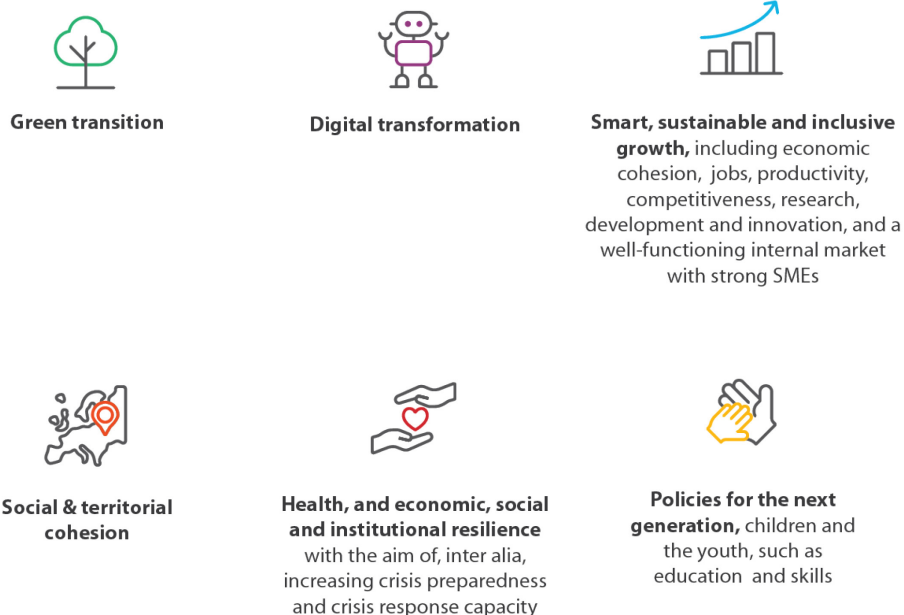 Green transition
Digital transformation
Smart, sustainable and inclusive
growth, including economic
cohesion, jobs, productivity,
competitiveness, research,
development and innovation, and a
well-functioning internal market
with strong SMEs
Social & territorial
cohesion
Health, and economic, social
and institutional resilience
with the aim of, inter alia,
increasing crisis preparedness
and crisis response capacity
Policies for the next
generation, children and
the youth, such as
education and skills